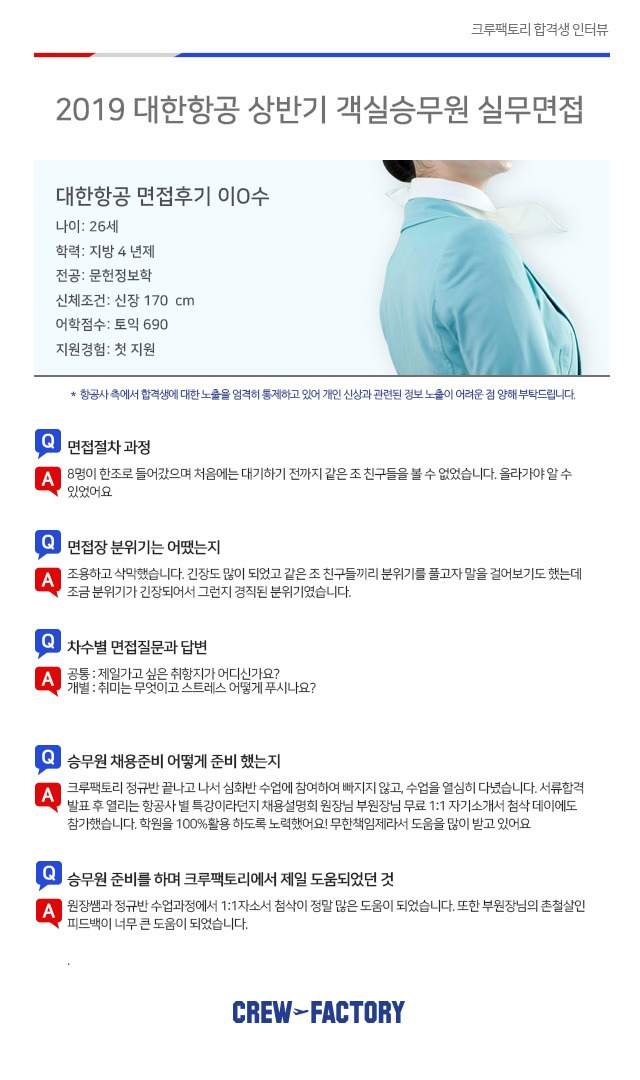 크루팩토리 합격생 인터뷰
2019 대한항공 상반기 객실승무원 실무면접
대한항공 면접후기 이O수
나이: 26세
학력: 지방 4 년제
전공: 문헌정보학
신체조건: 신장 170 cm
어학점수: 토익 690
지원경험: 첫 지원
* 항공사 측에서 합격생에 대한 노출을 엄격히 통제하고 있어 개인 신상과 관련된 정보 노출이 어려운 점 양해 부탁드립니다.
Q 면접절차 과정
A 8명이 한조로 들어갔으며 처음에는 대기하기 전까지 같은 조 친구들을 볼 수 없었습니다. 올라가야 알 수
있었어요
Q 면접장 분위기는 어땠는지
A 조용하고 삭막했습니다. 긴장도 많이 되었고 같은 조 친구들끼리 분위기를 풀고자 말을 걸어보기도 했는데
조금 분위기가 긴장되어서 그런지 경직된 분위기였습니다.
Q 차수별 면접질문과 답변
A 공통 : 제일가고 싶은 취항지가 어디신가요?
개별 : 취미는 무엇이고 스트레스 어떻게 푸시나요?
Q 승무원 채용준비 어떻게 준비 했는지
A 크루팩토리 정규반 끝나고 나서 심화반 수업에 참여하여 빠지지 않고, 수업을 열심히 다녔습니다. 서류합격
발표 후 열리는 항공사 별 특강이라던지 채용설명회 원장님 부원장님 무료 1:1 자기소개서 첨삭 데이에도
참가했습니다. 학원을 100%활용 하도록 노력했어요! 무한책임제라서 도움을 많이 받고 있어요
Q 승무원 준비를 하며 크루팩토리에서 제일 도움되었던 것
A 원장쌤과 정규반 수업과정에서 1:1자소서 첨삭이 정말 많은 도움이 되었습니다. 또한 부원장님의 촌철살인
피드백이 너무 큰 도움이 되었습니다.
.
CREW FACTORY